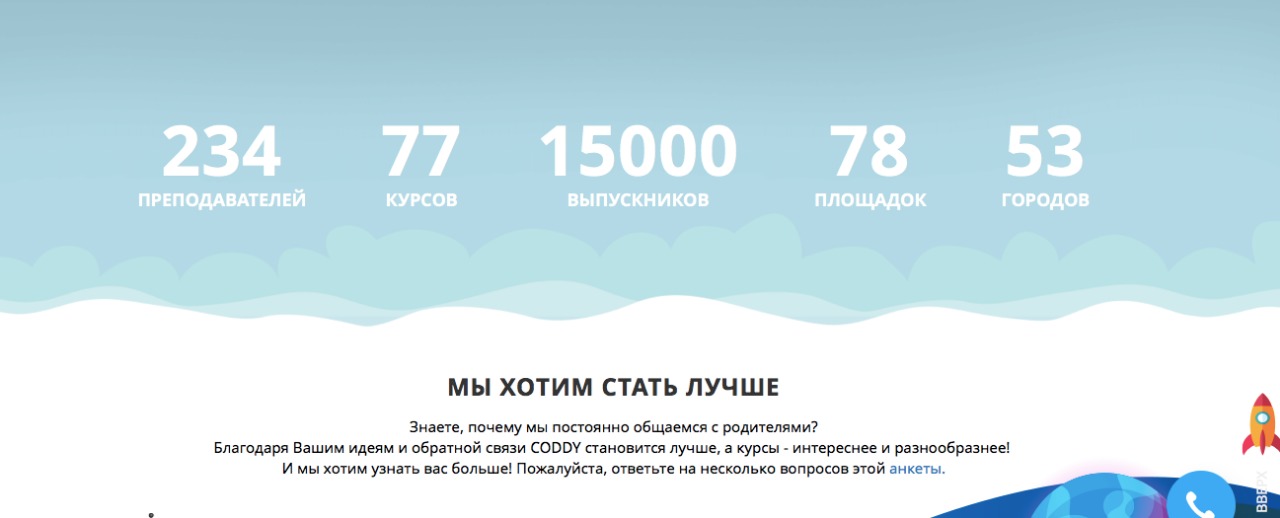 234 77 15000 78 53
ПРЕПОДАВАТЕЛЕЙ КУРСОВ ВЫПУСКНИКОВ ПЛОЩАДОК ГОРОДОВ
МЫ ХОТИМ СТАТЬ ЛУЧШЕ
Знаете, почему мы постоянно общаемся с родителями?
Благодаря Вашим идеям и обратной связи CODDY становится лучше, а курсы - интереснее и разнообразнее!
И мы хотим узнать вас больше! Пожалуйста, ответьте на несколько вопросов этой анкеты.
ВВЕРХ